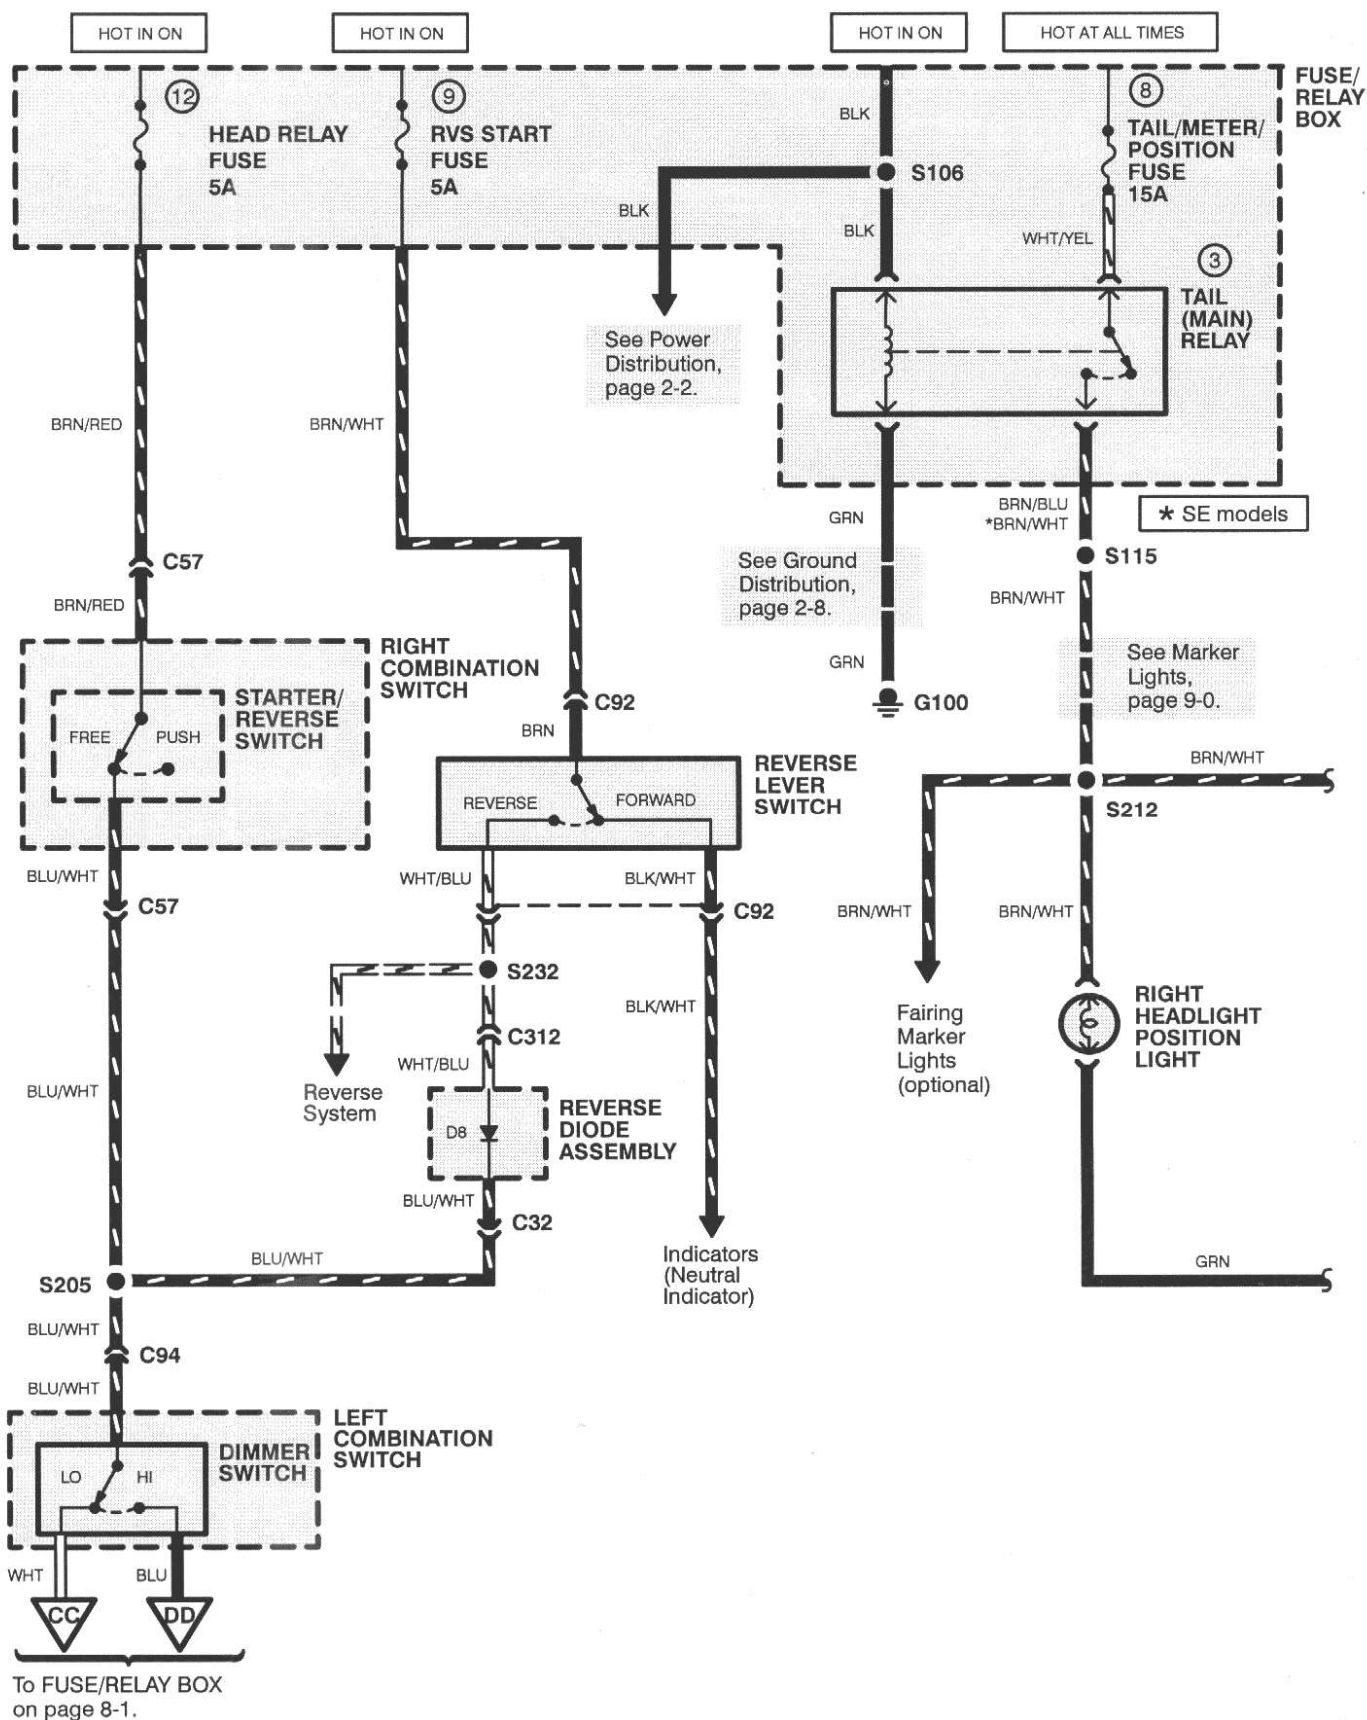 HOT IN ON
HOT IN ON
HOT IN ON
HOT AT ALL TIMES
12
HEAD RELAY
FUSE
5A
9
RVS START
FUSE
5A
BLK
S106
BLK
BLK
8
TAIL/METER/
POSITION
FUSE
15A
WHT/YEL
FUSE/
RELAY
BOX
3
TAIL
(MAIN)
RELAY
See Power
Distribution,
page 2-2.
BRN/RED
BRN/WHT
GRN
BRN/BLU
*BRN/WHT
* SE models
C57
S115
See Ground
Distribution,
page 2-8.
BRN/RED
BRN/WHT
RIGHT
COMBINATION
SWITCH
STARTER/
REVERSE
SWITCH
FREE
PUSH
C92
BRN
GRN
G100
See Marker
Lights,
page 9-0.
BRN/WHT
REVERSE
LEVER
SWITCH
REVERSE
FORWARD
S212
BLU/WHT
C57
WHT/BLU
BLK/WHT
C92
BRN/WHT
BRN/WHT
S232
BLK/WHT
C312
WHT/BLU
Reverse
System
BLU/WHT
Fairing
Marker
Lights
(optional)
RIGHT
HEADLIGHT
POSITION
LIGHT
D8
REVERSE
DIODE
ASSEMBLY
BLU/WHT
C32
BLU/WHT
Indicators
(Neutral
Indicator)
GRN
S205
BLU/WHT
C94
BLU/WHT
LEFT
COMBINATION
SWITCH
DIMMER
SWITCH
LO
HI
WHT
BLU
CC
DD
To FUSE/RELAY BOX
on page 8-1.